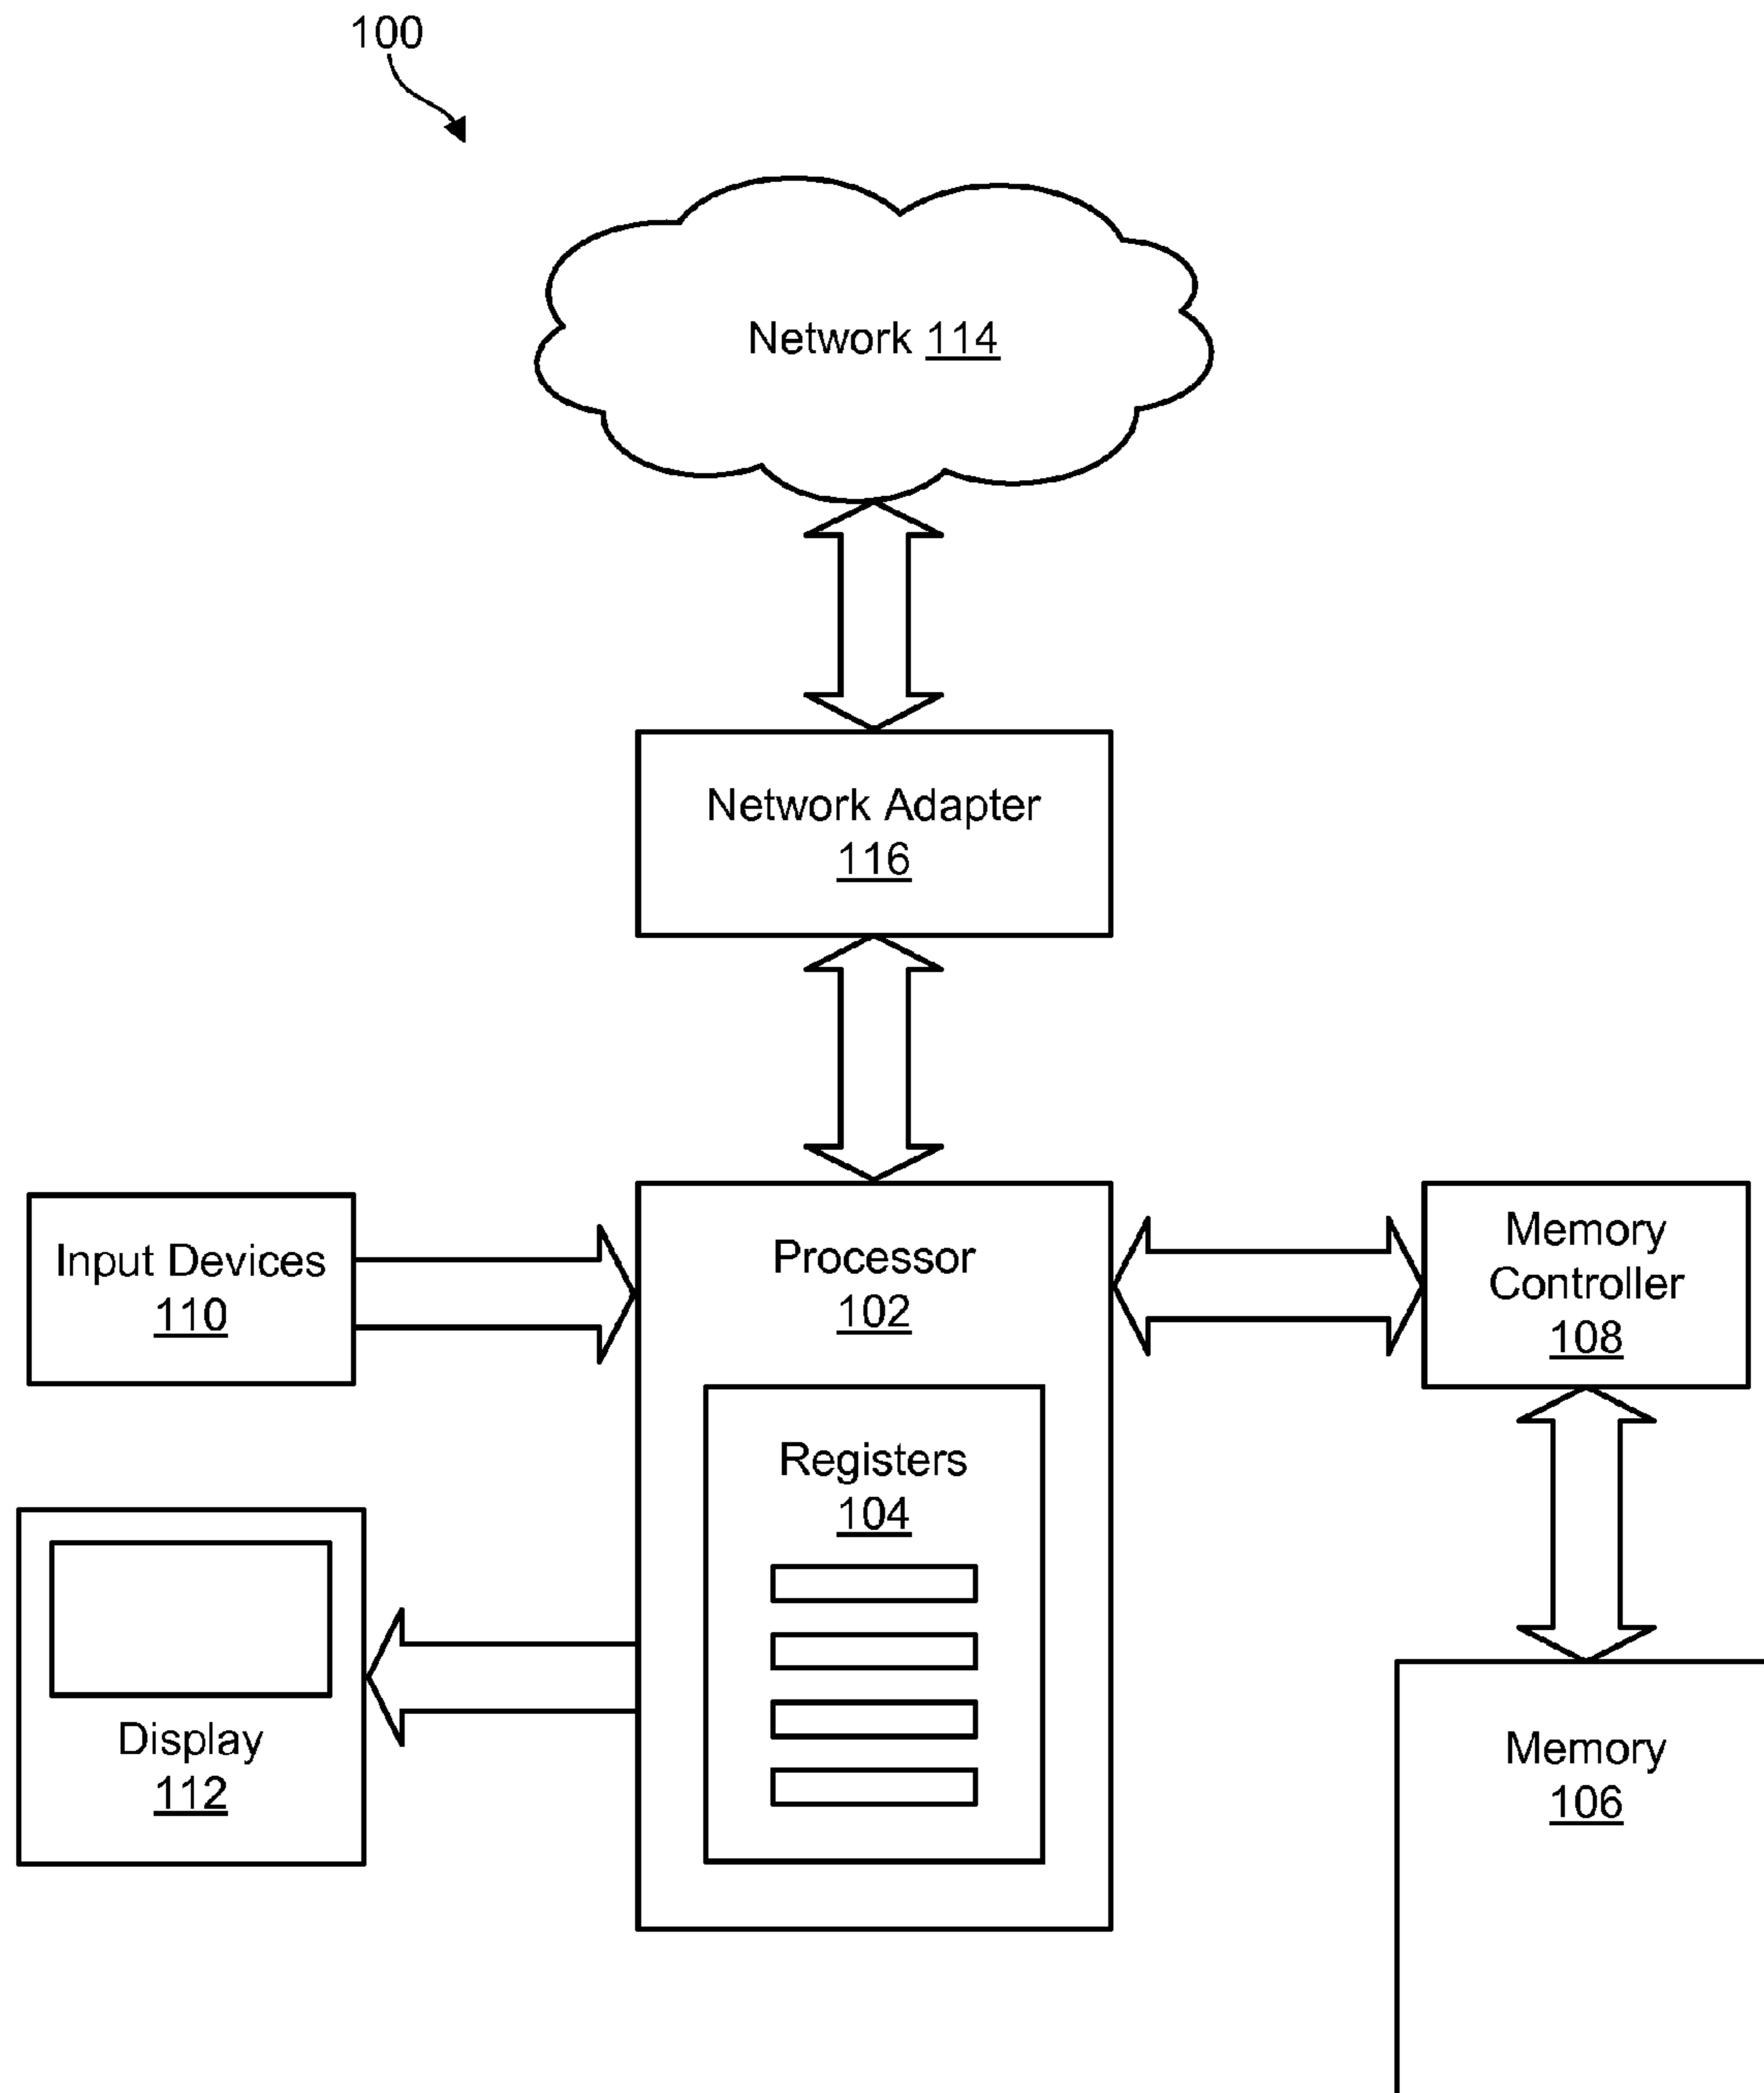 100
Network 114
Network Adapter
116
Input Devices
110
Processor
102
Memory
Controller
108
Registers
104
Display
112
Memory
106